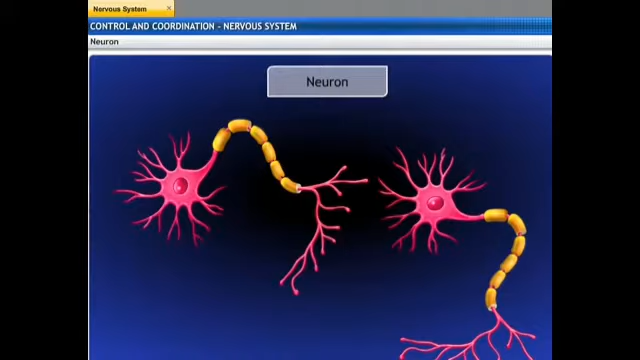 Nervous System ×
CONTROL AND COORDINATION - NERVOUS SYSTEM
Neuron
Neuron